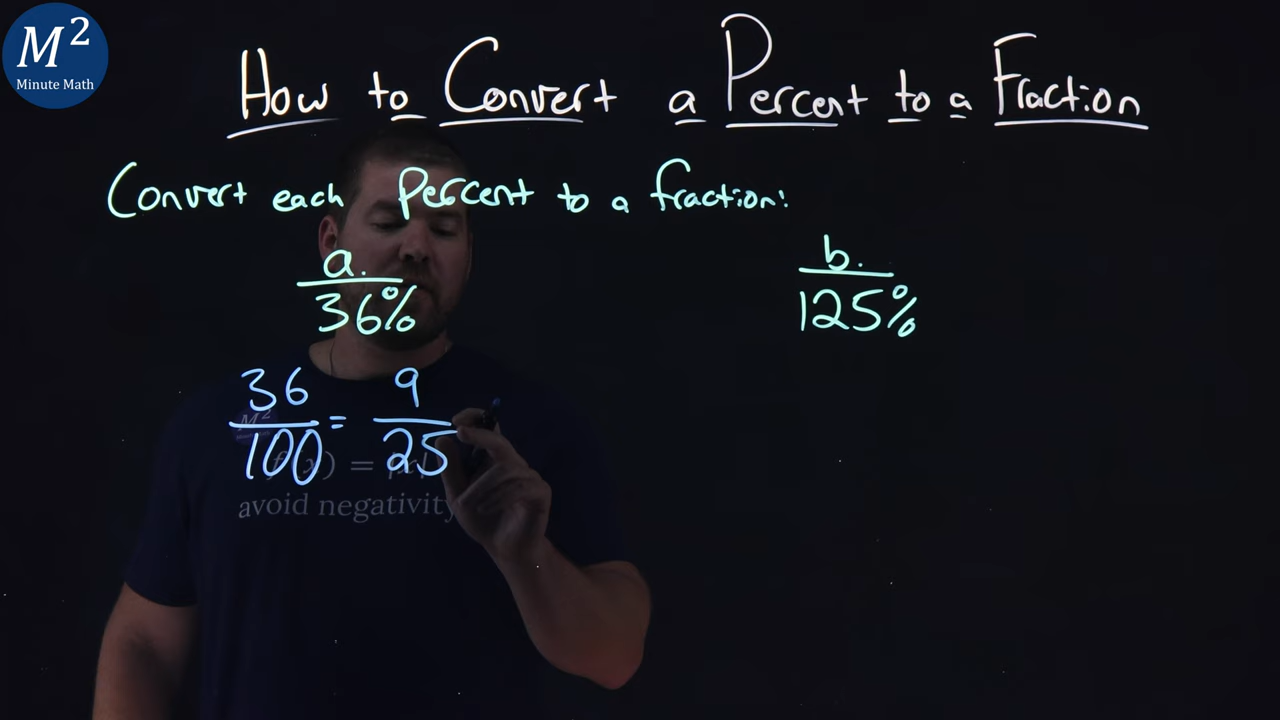 M²
Minute Math
How to Convert a Percent to a Fraction
Convert each Percent to a fraction:
a. b.
36% 125%
36/100 = 9/25
M²
avoid negativity